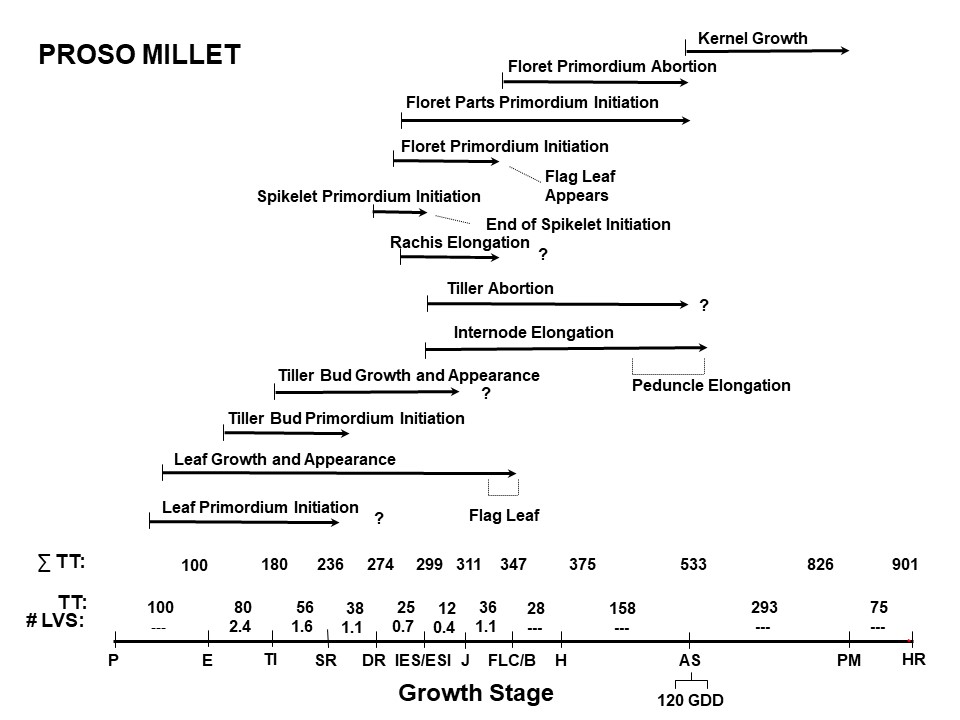 PROSO MILLET
Kernel Growth
Floret Primordium Abortion
Floret Parts Primordium Initiation
Floret Primordium Initiation
Flag Leaf
Appears
Spikelet Primordium Initiation
End of Spikelet Initiation
Rachis Elongation
?
Tiller Abortion
?
Internode Elongation
Peduncle Elongation
Tiller Bud Growth and Appearance
?
Tiller Bud Primordium Initiation
Leaf Growth and Appearance
Flag Leaf
Leaf Primordium Initiation
?
∑ TT: 100 180 236 274 299 311 347 375 533 826 901
TT: 100 80 56 38 25 12 36 28 158 293 75
# LVS: --- 2.4 1.6 1.1 0.7 0.4 1.1 --- --- --- ---
P E TI SR DR IES/ESI J FLC/B H AS PM HR
Growth Stage
120 GDD